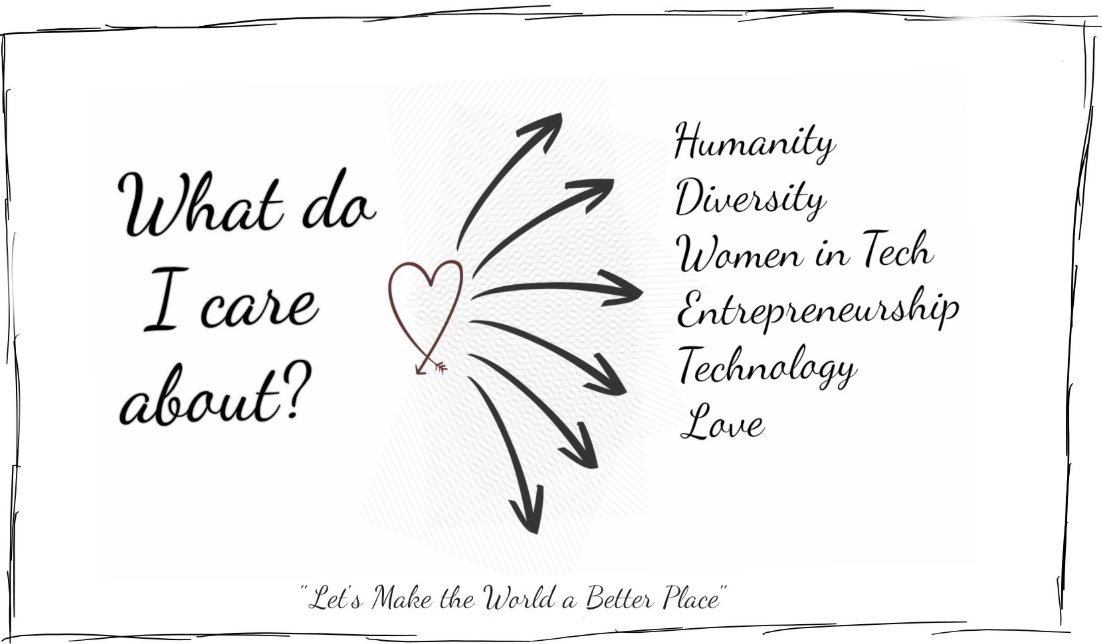 What do
I care
about?
Humanity
Diversity
Women in Tech
Entrepreneurship
Technology
Love
"Let's Make the World a Better Place"